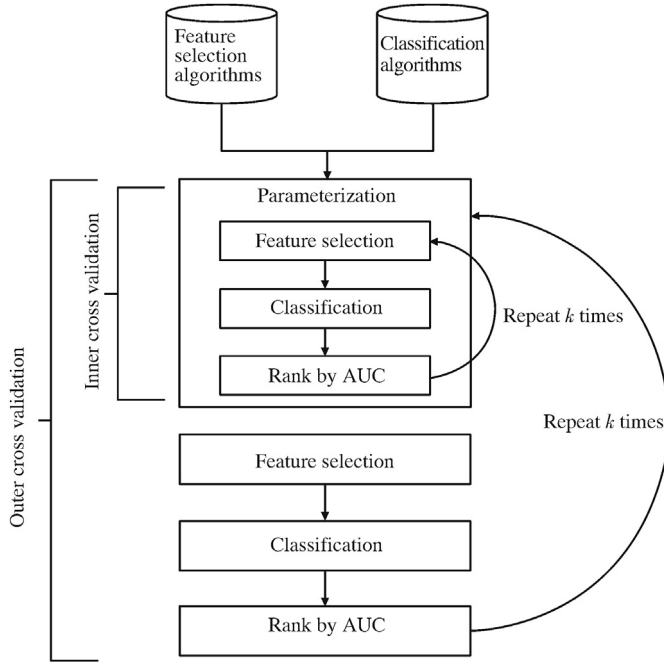 Feature
selection
algorithms
Classification
algorithms
Parameterization
Feature selection
Classification
Rank by AUC
Repeat k times
Inner cross validation
Outer cross validation
Repeat k times
Feature selection
Classification
Rank by AUC